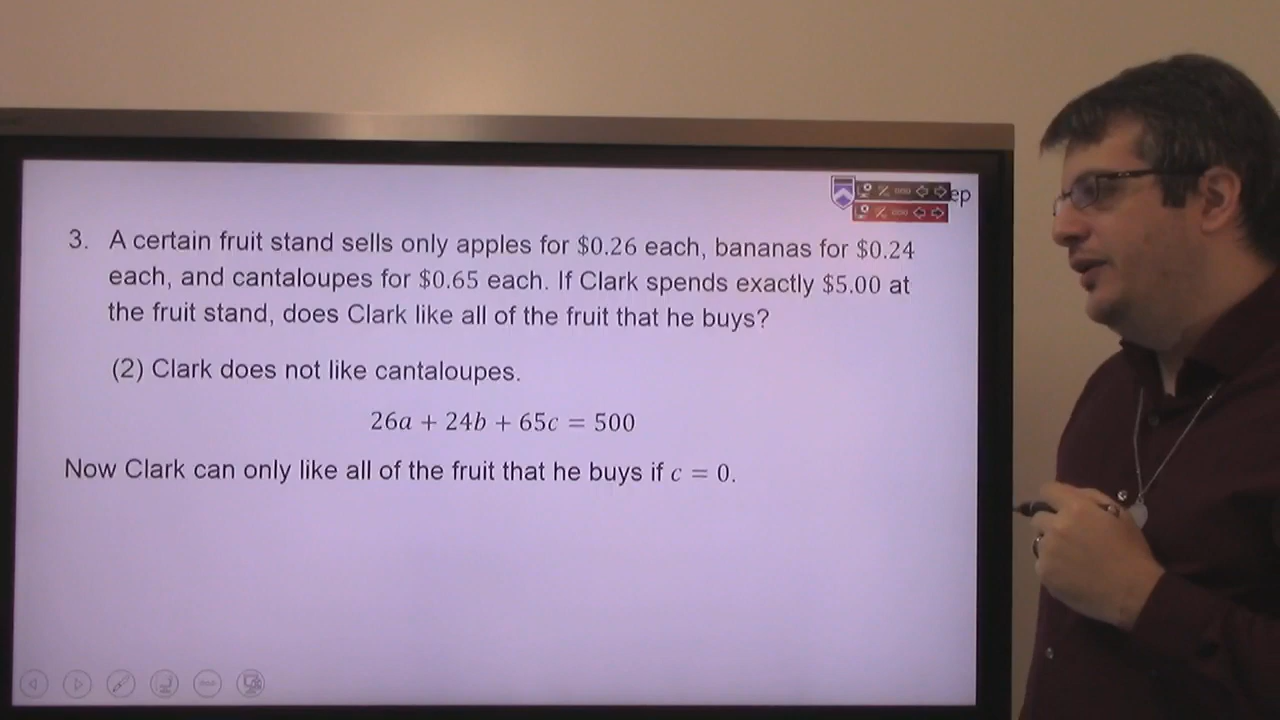 ep
3. A certain fruit stand sells only apples for $0.26 each, bananas for $0.24
each, and cantaloupes for $0.65 each. If Clark spends exactly $5.00 at
the fruit stand, does Clark like all of the fruit that he buys?
(2) Clark does not like cantaloupes.
26a + 24b + 65c = 500
Now Clark can only like all of the fruit that he buys if c = 0.